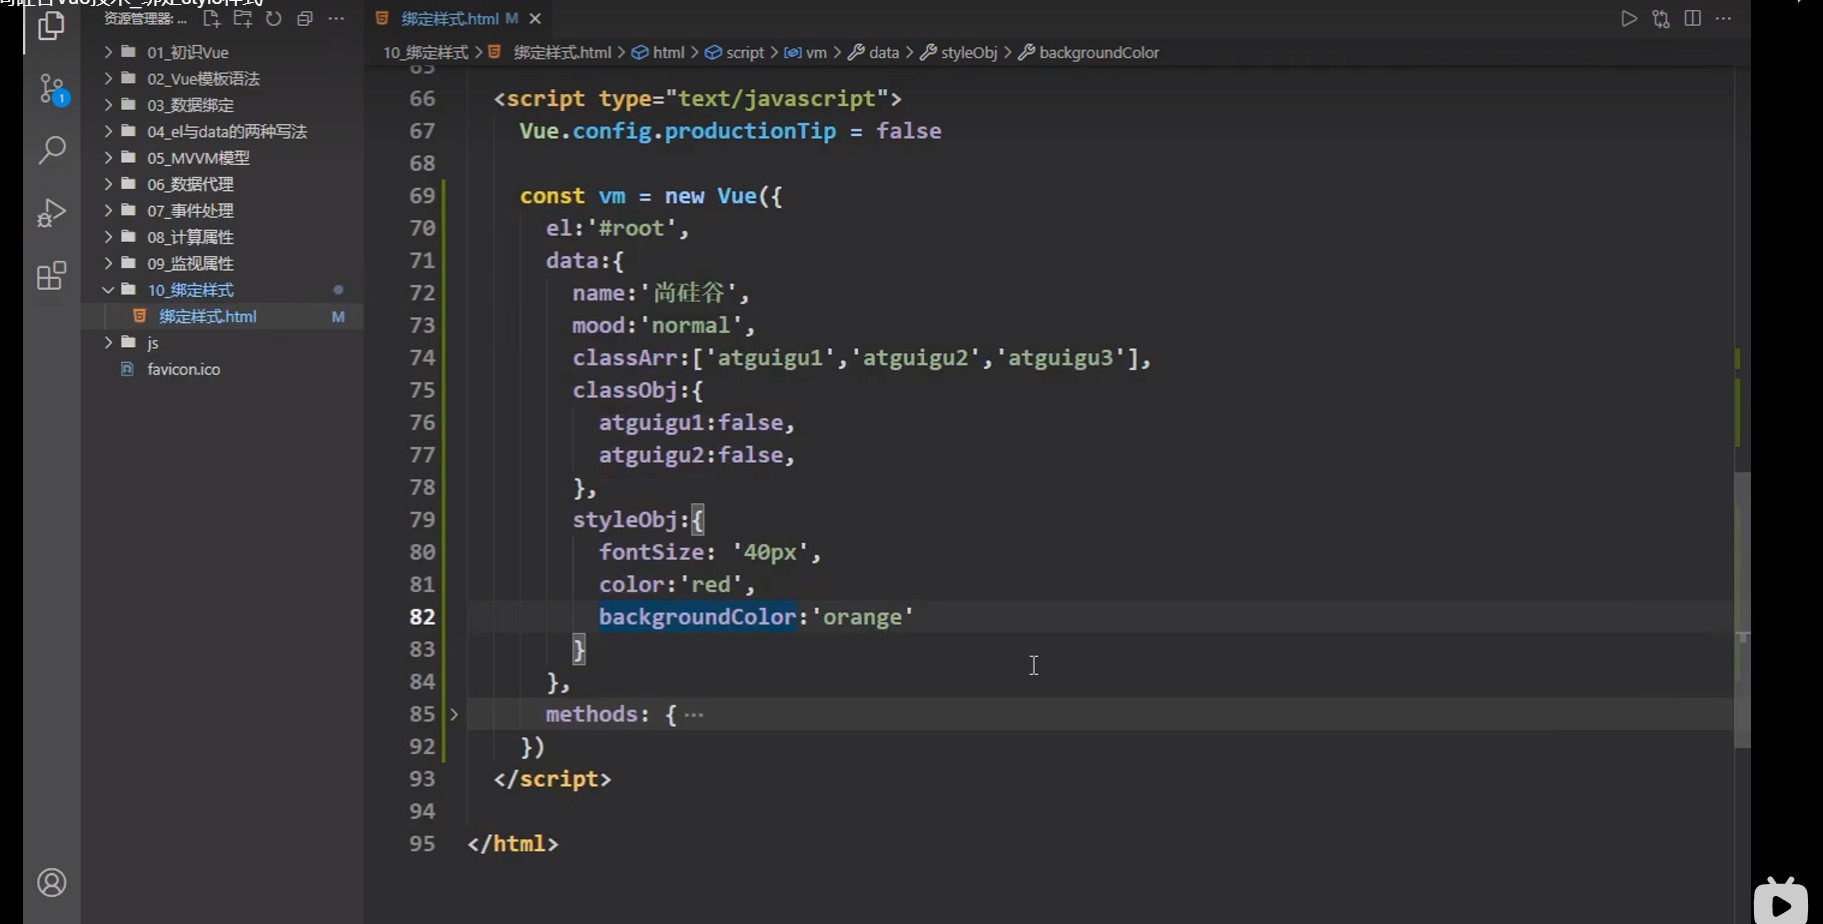 资源管理器: ...
绑定样式.html M
01_初识Vue
02_Vue模板语法
03_数据绑定
04_el与data的两种写法
05_MVVM模型
06_数据代理
07_事件处理
08_计算属性
09_监视属性
10_绑定样式
绑定样式.html M
js
favicon.ico
1
10_绑定样式 > 绑定样式.html > html > script > vm > data > styleObj > backgroundColor
66 <script type="text/javascript">
67 Vue.config.productionTip = false
68
69 const vm = new Vue({
70 el:'#root',
71 data:{
72 name:'尚硅谷',
73 mood:'normal',
74 classArr:['atguigu1','atguigu2','atguigu3'],
75 classObj:{
76 atguigu1:false,
77 atguigu2:false,
78 },
79 styleObj:{
80 fontSize: '40px',
81 color:'red',
82 backgroundColor:'orange'
83 }
84 },
85 methods: { ···
92 })
93 </script>
94
95 </html>